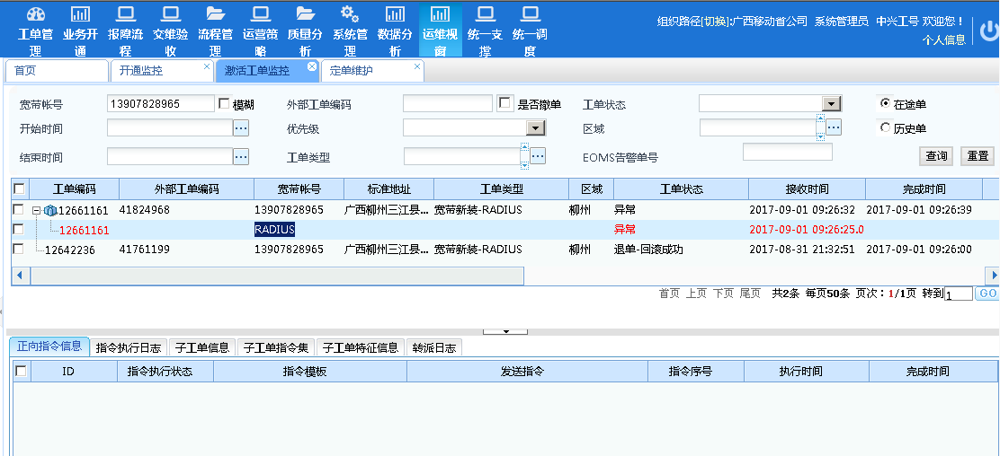 组织路径[切换]:广西移动省公司 系统管理员 中兴工号 欢迎您！
个人信息
工单管理 业务开通 报障流程 交维验收 流程管理 运营策略 质量分析 系统管理 数据分析 运维视窗 统一支撑 统一调度
首页 开通监控 激活工单监控 定单维护
宽带帐号 13907828965 模糊 外部工单编码 是否撤单 工单状态 在途单
开始时间 优先级 区域 历史单
结束时间 工单类型 EOMS告警单号 查询 重置
工单编码 外部工单编码 宽带帐号 标准地址 工单类型 区域 工单状态 接收时间 完成时间
12661161 41824968 13907828965 广西柳州三江县... 宽带新装-RADIUS 柳州 异常 2017-09-01 09:26:32 2017-09-01 09:26:39
12661161 RADIUS 异常 2017-09-01 09:26:25.0
12642236 41761199 13907828965 广西柳州三江县... 宽带新装-RADIUS 柳州 退单-回滚成功 2017-08-31 21:32:51 2017-09-01 09:26:00
首页 上页 下页 尾页 共2条 每页50条 页次：1/1页 转到 1 GO
正向指令信息 指令执行日志 子工单信息 子工单指令集 子工单特征信息 转派日志
ID 指令执行状态 指令模板 发送指令 指令序号 执行时间 完成时间